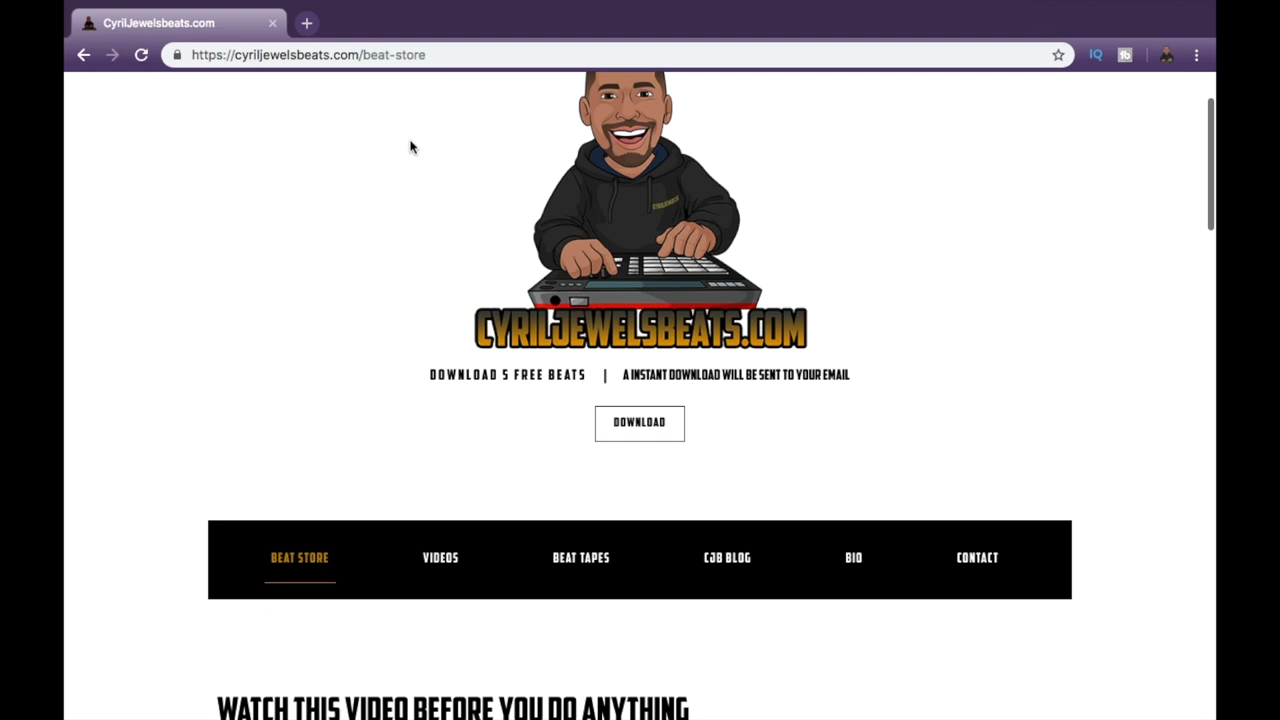 CyrilJewelsbeats.com
https://cyriljewelsbeats.com/beat-store
IQ
tb
CYRILJEWELSBEATS.COM
DOWNLOAD 5 FREE BEATS | A INSTANT DOWNLOAD WILL BE SENT TO YOUR EMAIL
DOWNLOAD
BEAT STORE VIDEOS BEAT TAPES CJB BLOG BIO CONTACT
WATCH THIS VIDEO BEFORE YOU DO ANYTHING